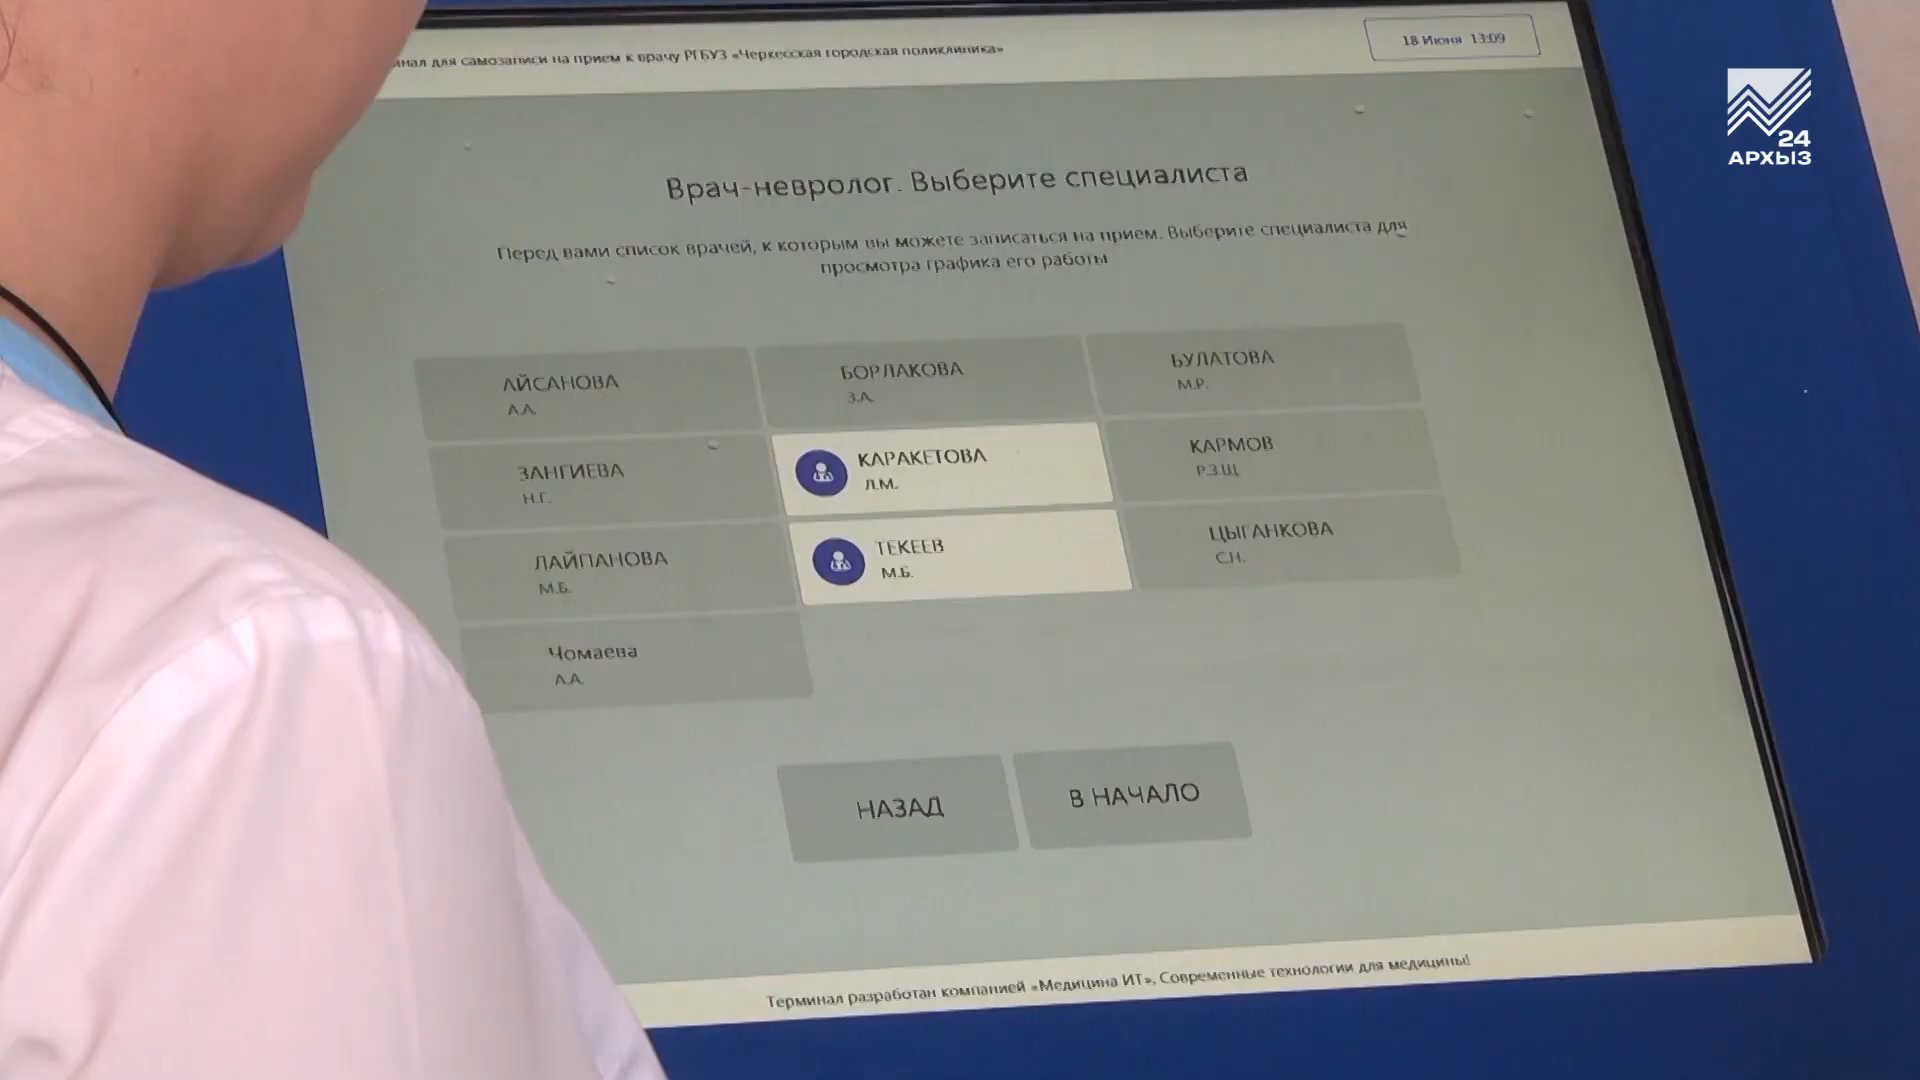 для самозаписи на прием к врачу РГБУЗ «Черкесская городская поликлиника»
18 Июня 13:09
24
АРХЫЗ
Врач-невролог. Выберите специалиста
Перед вами список врачей, к которым вы можете записаться на прием. Выберите специалиста для
просмотра графика его работы
АЙСАНОВА
А.А.
БОРЛАКОВА
З.А.
БУЛАТОВА
М.Р.
ЗАНГИЕВА
Н.Г.
КАРАКЕТОВА
Л.М.
КАРМОВ
Р.З.Щ.
ЛАЙПАНОВА
М.Б.
ТЕКЕЕВ
М.Б.
ЦЫГАНКОВА
С.Н.
Чомаева
А.А.
НАЗАД
В НАЧАЛО
Терминал разработан компанией «Медицина ИТ», Современные технологии для медицины!